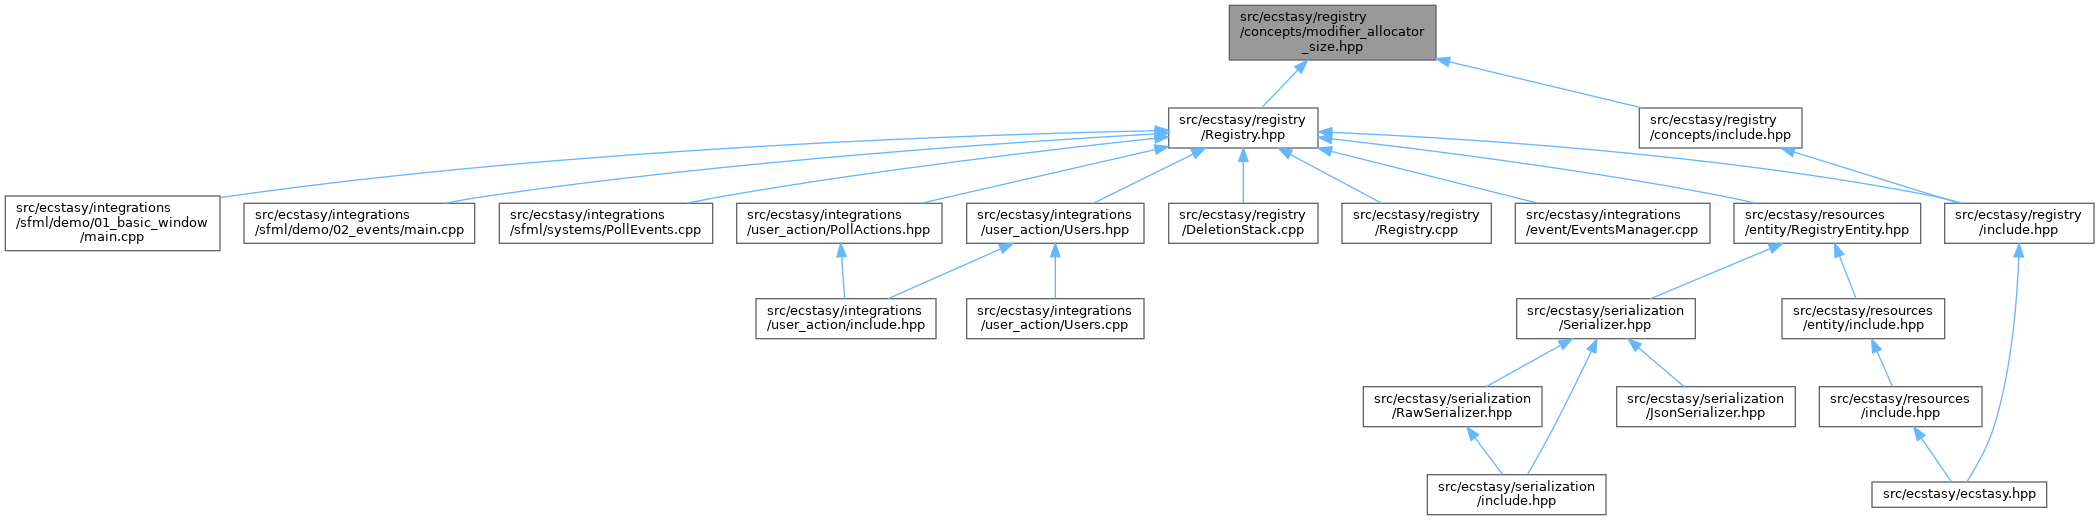 src/ecstasy/registry
/concepts/modifier_allocator
_size.hpp
src/ecstasy/registry
/Registry.hpp
src/ecstasy/registry
/concepts/include.hpp
src/ecstasy/integrations
/sfml/demo/01_basic_window
/main.cpp
src/ecstasy/integrations
/sfml/demo/02_events/main.cpp
src/ecstasy/integrations
/sfml/systems/PollEvents.cpp
src/ecstasy/integrations
/user_action/PollActions.hpp
src/ecstasy/integrations
/user_action/Users.hpp
src/ecstasy/registry
/DeletionStack.cpp
src/ecstasy/registry
/Registry.cpp
src/ecstasy/integrations
/event/EventsManager.cpp
src/ecstasy/resources
/entity/RegistryEntity.hpp
src/ecstasy/registry
/include.hpp
src/ecstasy/integrations
/user_action/include.hpp
src/ecstasy/integrations
/user_action/Users.cpp
src/ecstasy/serialization
/Serializer.hpp
src/ecstasy/resources
/entity/include.hpp
src/ecstasy/serialization
/RawSerializer.hpp
src/ecstasy/serialization
/JsonSerializer.hpp
src/ecstasy/resources
/include.hpp
src/ecstasy/serialization
/include.hpp
src/ecstasy/ecstasy.hpp